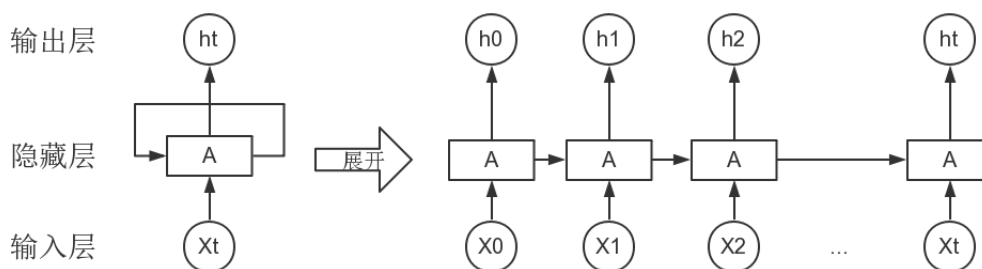 输出层 ht h0 h1 h2 ht
隐藏层 A 展开 A A A A
输入层 Xt X0 X1 X2 ... Xt